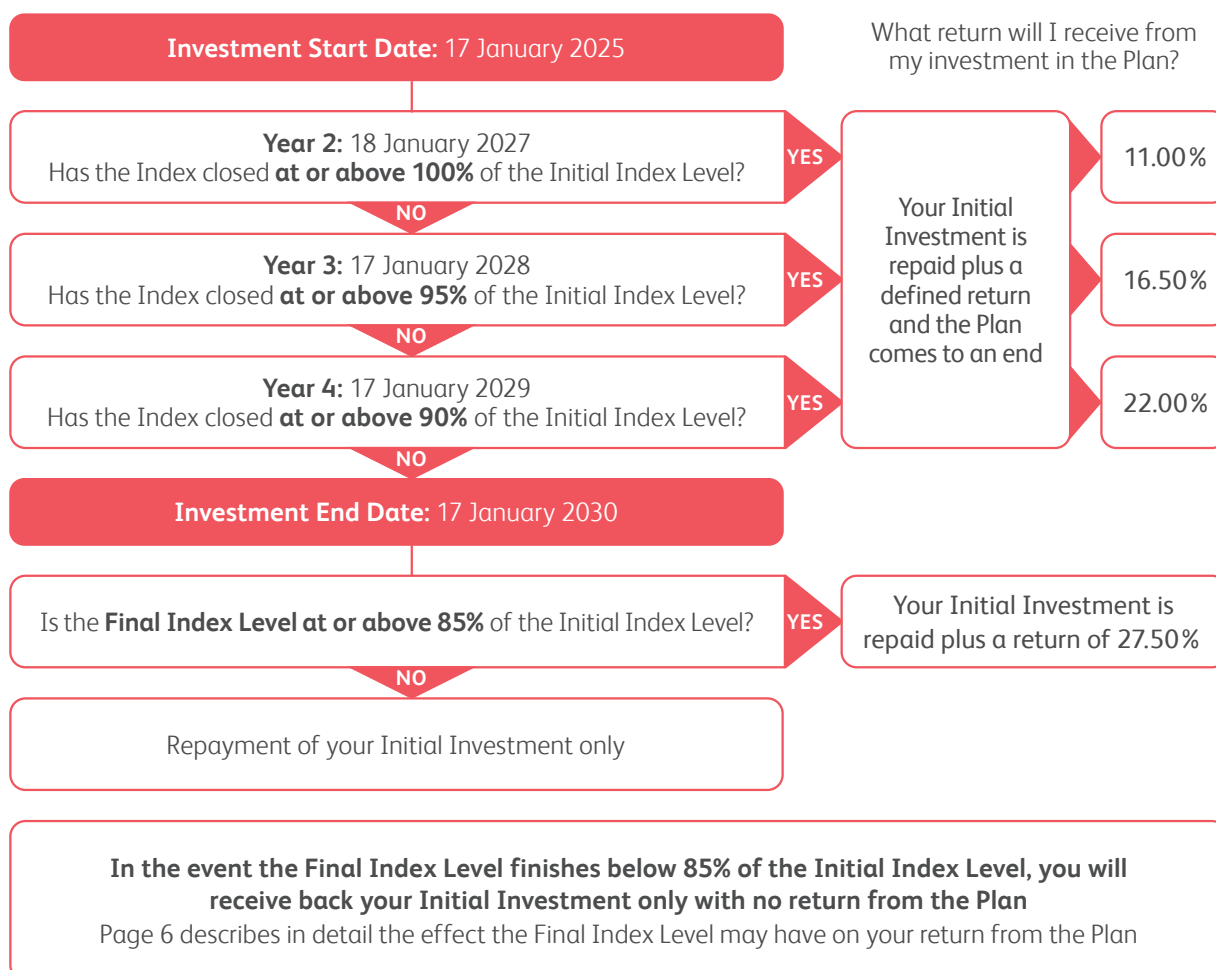 Investment Start Date: 17 January 2025
What return will I receive from
my investment in the Plan?
Year 2: 18 January 2027
Has the Index closed at or above 100% of the Initial Index Level?
YES
11.00%
NO
Year 3: 17 January 2028
Has the Index closed at or above 95% of the Initial Index Level?
YES
16.50%
NO
Year 4: 17 January 2029
Has the Index closed at or above 90% of the Initial Index Level?
YES
22.00%
NO
Your Initial
Investment is
repaid plus a
defined return
and the Plan
comes to an end
Investment End Date: 17 January 2030
Is the Final Index Level at or above 85% of the Initial Index Level?
YES
Your Initial Investment is
repaid plus a return of 27.50%
NO
Repayment of your Initial Investment only
In the event the Final Index Level finishes below 85% of the Initial Index Level, you will
receive back your Initial Investment only with no return from the Plan
Page 6 describes in detail the effect the Final Index Level may have on your return from the Plan